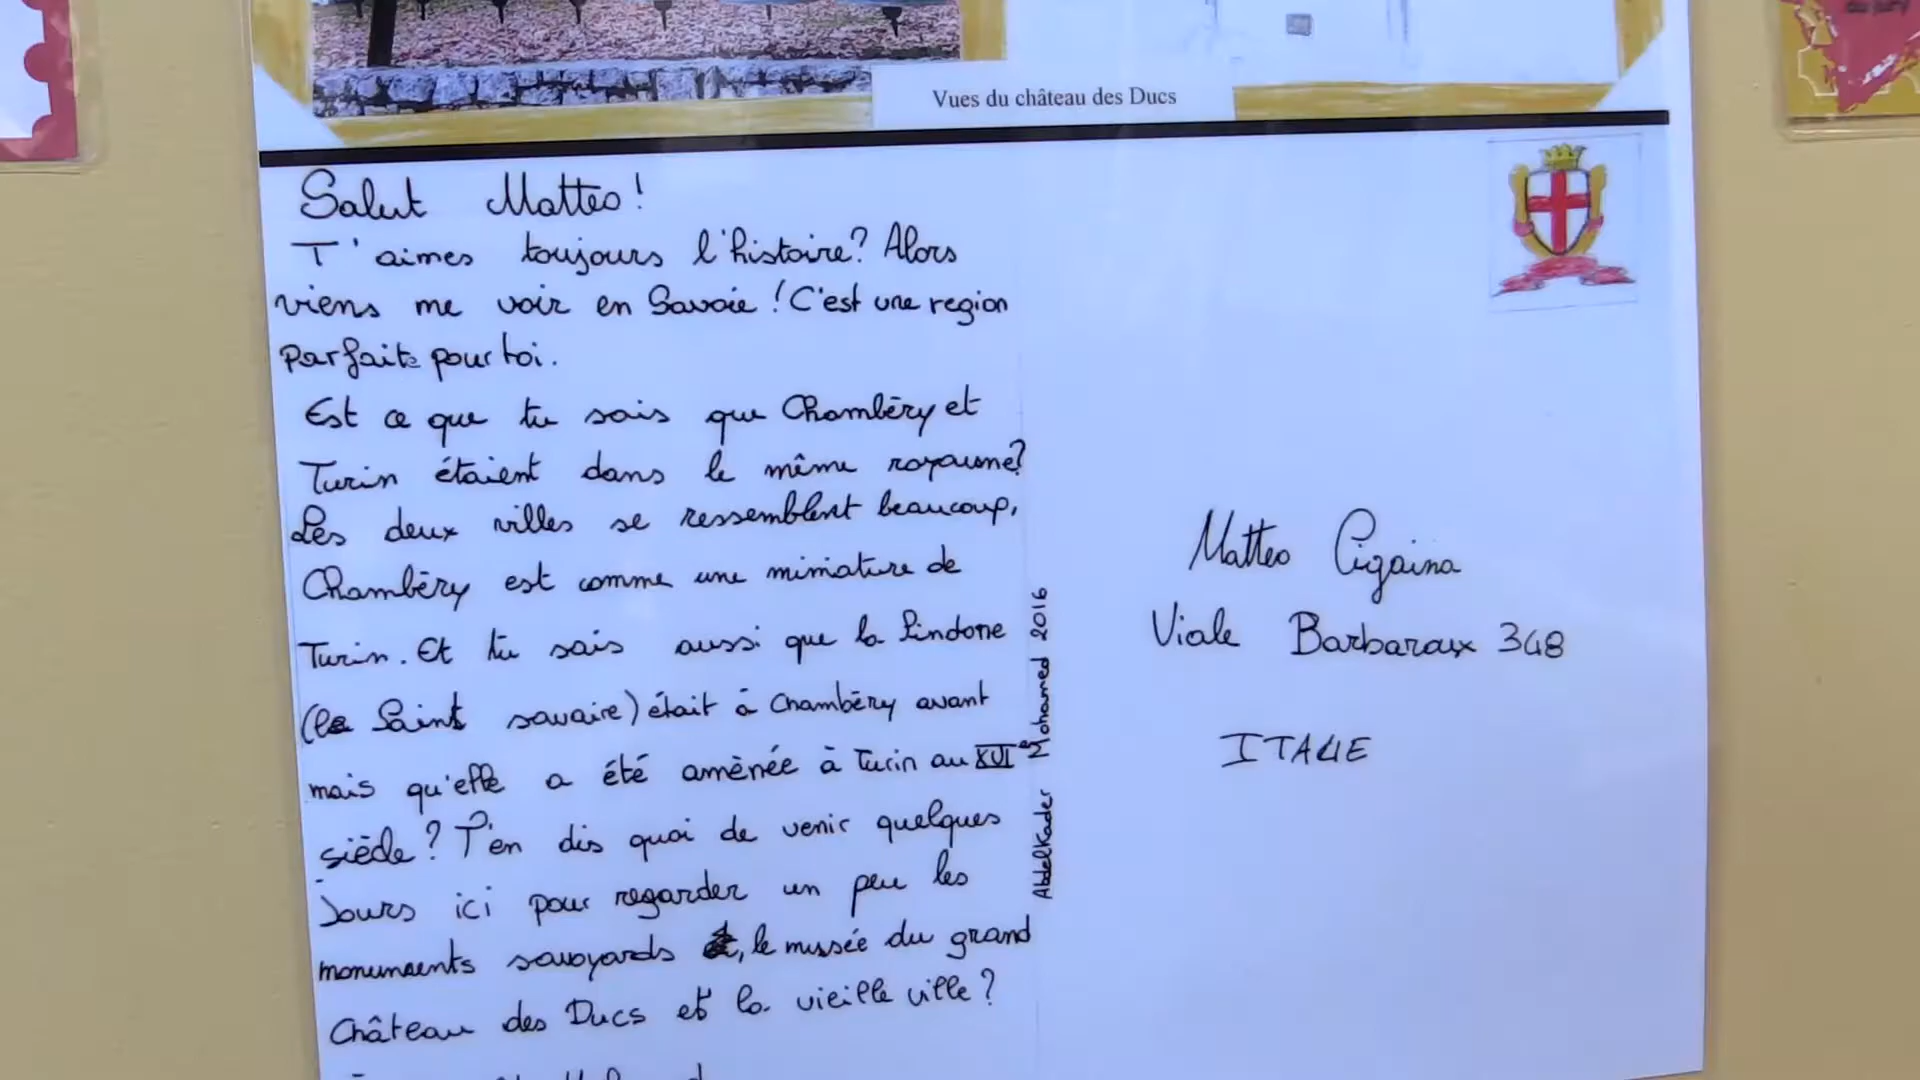 Vues du château des Ducs
Salut Matteo!
T'aimes toujours l'histoire? Alors
viens me voir en Savoie! C'est une region
parfaite pour toi.
Est ce que tu sais que Chambéry et
Turin étaient dans le même royaume?
Les deux villes se ressemblent beaucoup,
Chambéry est comme une miniature de
Turin. Et tu sais aussi que la Sindone
(le Saint suaire) était à Chambéry avant
mais qu'elle a été amènée à Turin au XVIe
siècle? T'en dis quoi de venir quelques
jours ici pour regarder un peu les
monuments savoyards, le musée du grand
Château des Ducs et la vieille ville?
Abdelkader Mohamed 2016
Matteo Cigaina
Viale Barbaraux 348
ITALIE
du jury